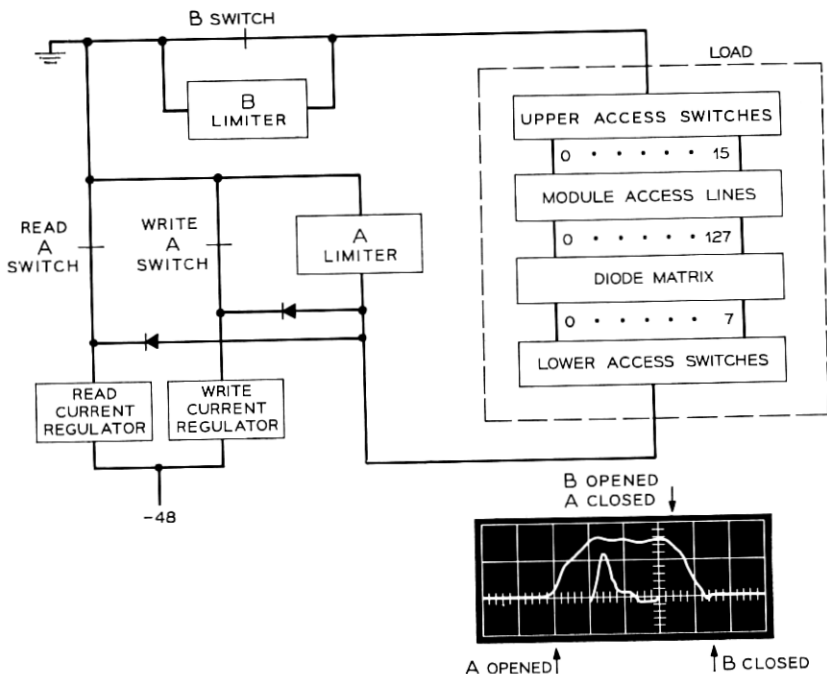 B SWITCH
B
LIMITER
LOAD
UPPER ACCESS SWITCHES
0 · · · · · 15
MODULE ACCESS LINES
0 · · · · · 127
DIODE MATRIX
0 · · · · · 7
LOWER ACCESS SWITCHES
READ
A
SWITCH
WRITE
A
SWITCH
A
LIMITER
READ
CURRENT
REGULATOR
WRITE
CURRENT
REGULATOR
-48
B OPENED
A CLOSED
A OPENED
B CLOSED